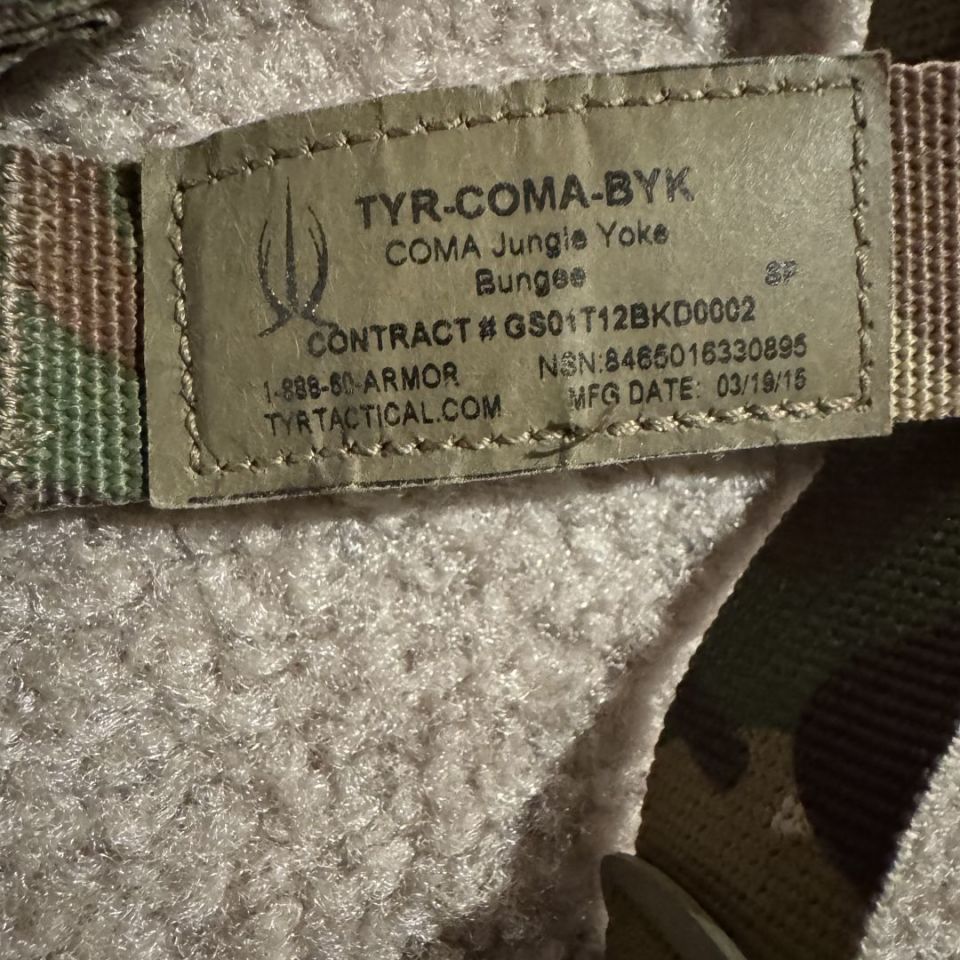 TYR-COMA-BYK
COMA Jungle Yoke
Bungee
SF
CONTRACT # GS01T12BKD0002
1-888-60-ARMOR NSN:8465016330895
TYRTACTICAL.COM MFG DATE: 03/19/15